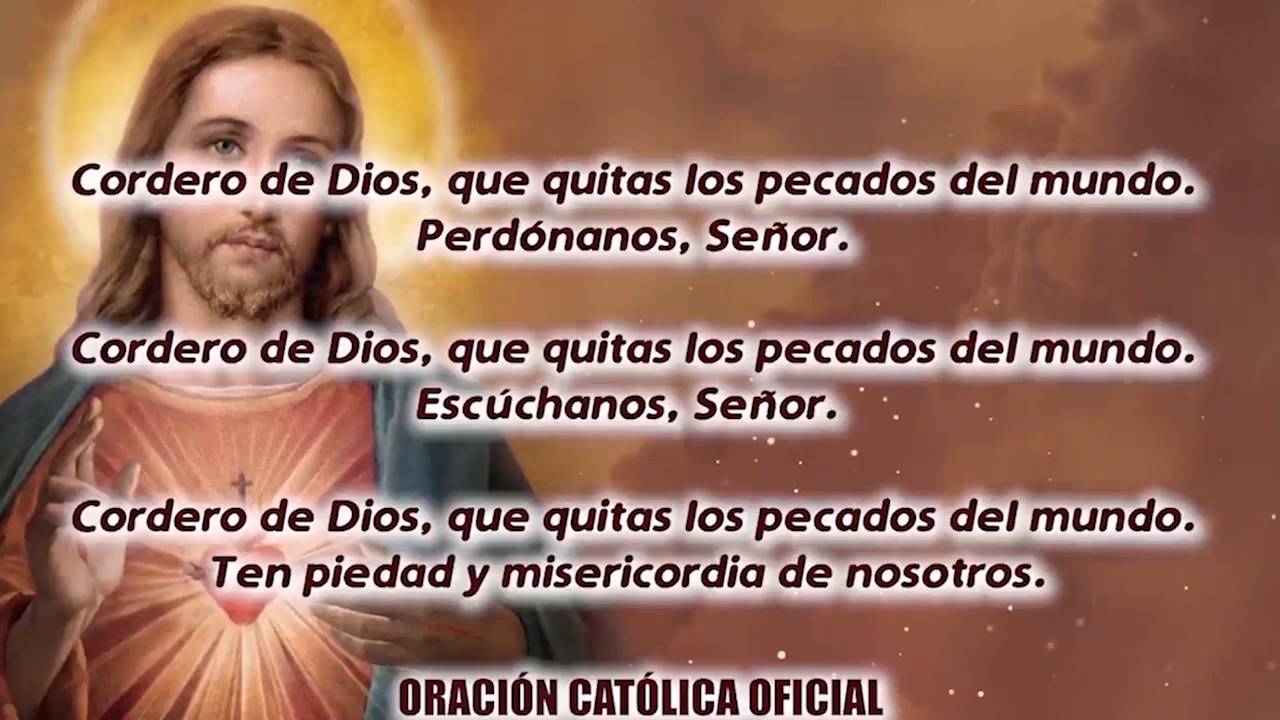 Cordero de Dios, que quitas los pecados del mundo.
Perdónanos, Señor.
Cordero de Dios, que quitas los pecados del mundo.
Escúchanos, Señor.
Cordero de Dios, que quitas los pecados del mundo.
Ten piedad y misericordia de nosotros.
ORACIÓN CATÓLICA OFICIAL